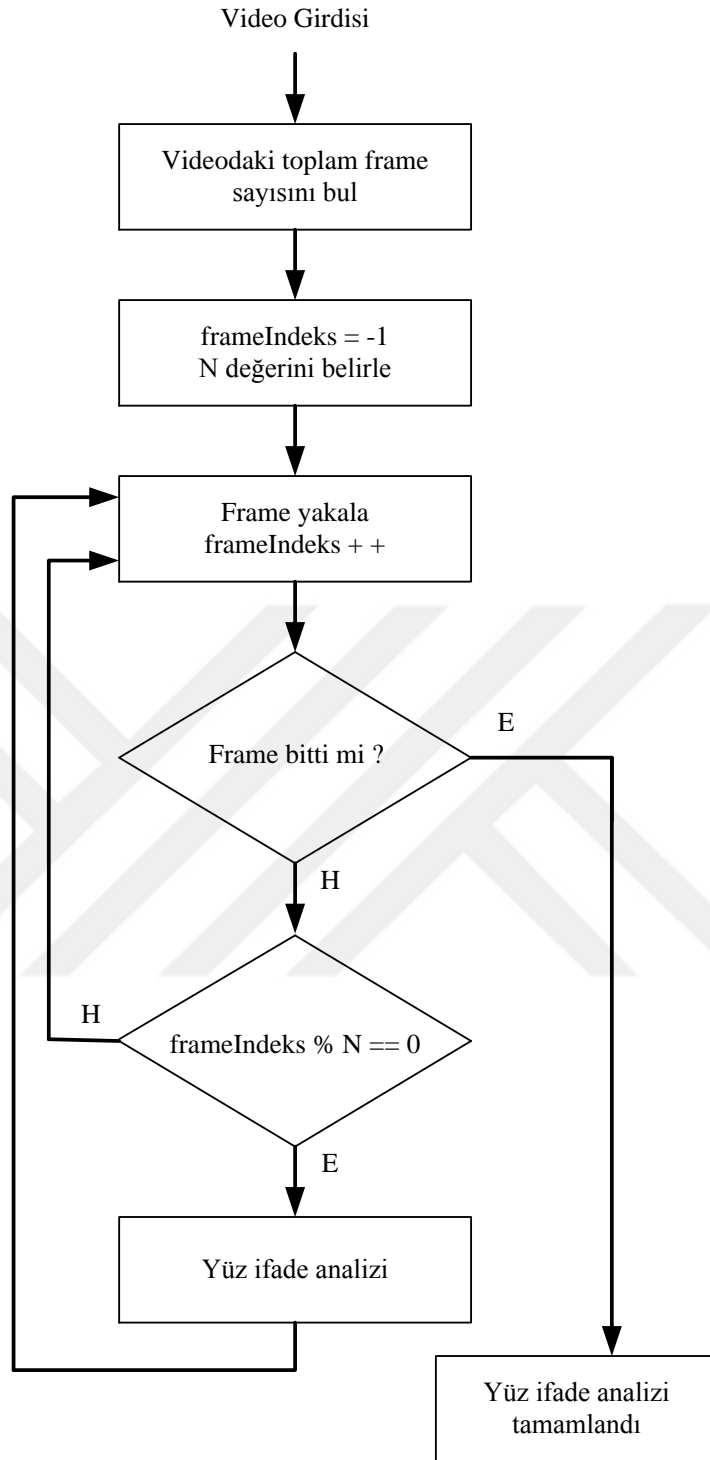 Video Girdisi
Videodaki toplam frame
sayısını bul
frameIndeks = -1
N değerini belirle
Frame yakala
frameIndeks + +
Frame bitti mi ?
E
H
frameIndeks % N == 0
H
E
Yüz ifade analizi
Yüz ifade analizi
tamamlandı